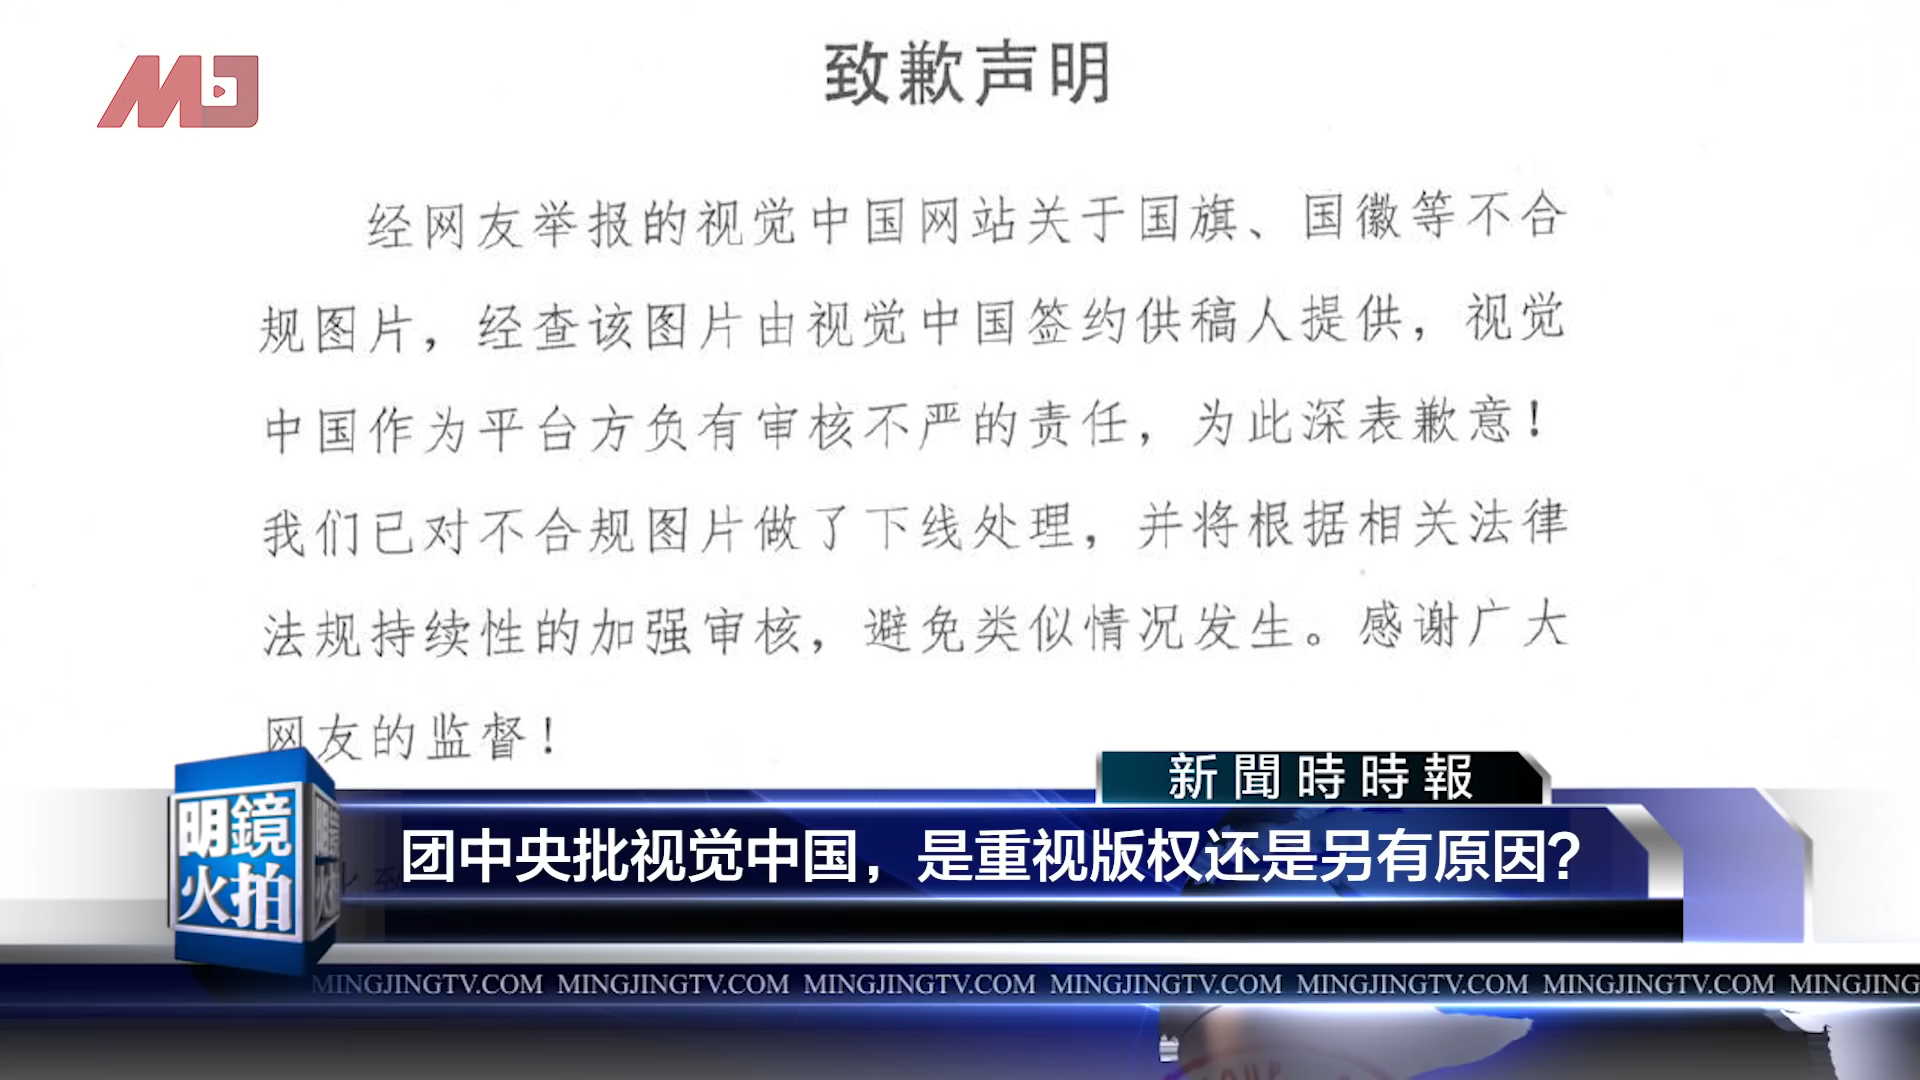 MJ
致歉声明
经网友举报的视觉中国网站关于国旗、国徽等不合
规图片，经查该图片由视觉中国签约供稿人提供，视觉
中国作为平台方负有审核不严的责任，为此深表歉意！
我们已对不合规图片做了下线处理，并将根据相关法律
法规持续性的加强审核，避免类似情况发生。感谢广大
网友的监督！
新聞時時報
明鏡
火拍
团中央批视觉中国，是重视版权还是另有原因？
MINGJINGTV.COM MINGJINGTV.COM MINGJINGTV.COM MINGJINGTV.COM MINGJINGTV.COM MINGJINGTV.COM MINGJING